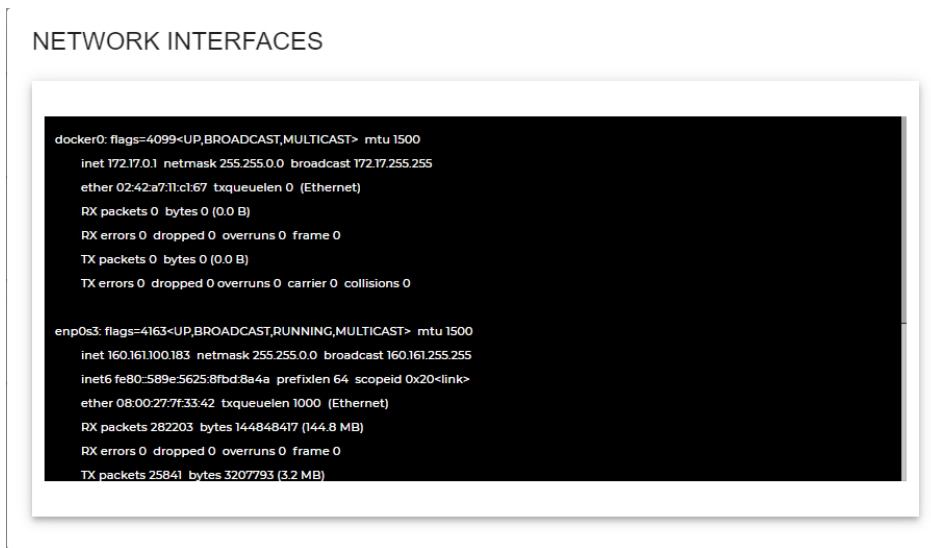 NETWORK INTERFACES
docker0: flags=4099<UP,BROADCAST,MULTICAST> mtu 1500
inet 172.17.0.1 netmask 255.255.0.0 broadcast 172.17.255.255
ether 02:42:a7:11:c1:67 txqueuelen 0 (Ethernet)
RX packets 0 bytes 0 (0.0 B)
RX errors 0 dropped 0 overruns 0 frame 0
TX packets 0 bytes 0 (0.0 B)
TX errors 0 dropped 0 overruns 0 carrier 0 collisions 0
enp0s3: flags=4163<UP,BROADCAST,RUNNING,MULTICAST> mtu 1500
inet 160.161.100.183 netmask 255.255.0.0 broadcast 160.161.255.255
inet6 fe80::589e:5625:8fbd:8a4a prefixlen 64 scopeid 0x20<link>
ether 08:00:27:7f:33:42 txqueuelen 1000 (Ethernet)
RX packets 282203 bytes 144848417 (144.8 MB)
RX errors 0 dropped 0 overruns 0 frame 0
TX packets 25841 bytes 3207793 (3.2 MB)